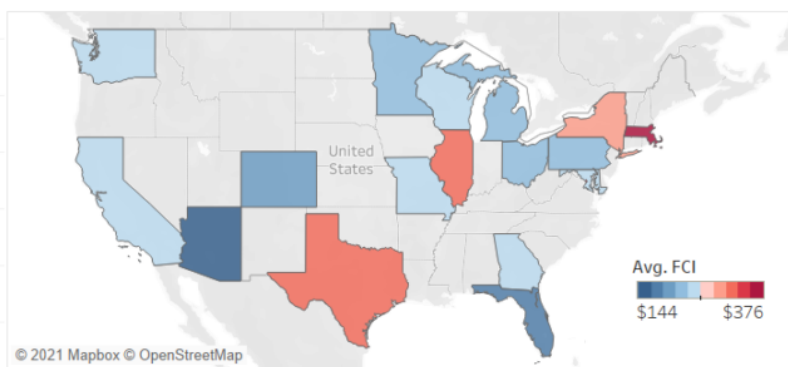 United
States
Avg. FCI
$144 $376
© 2021 Mapbox © OpenStreetMap